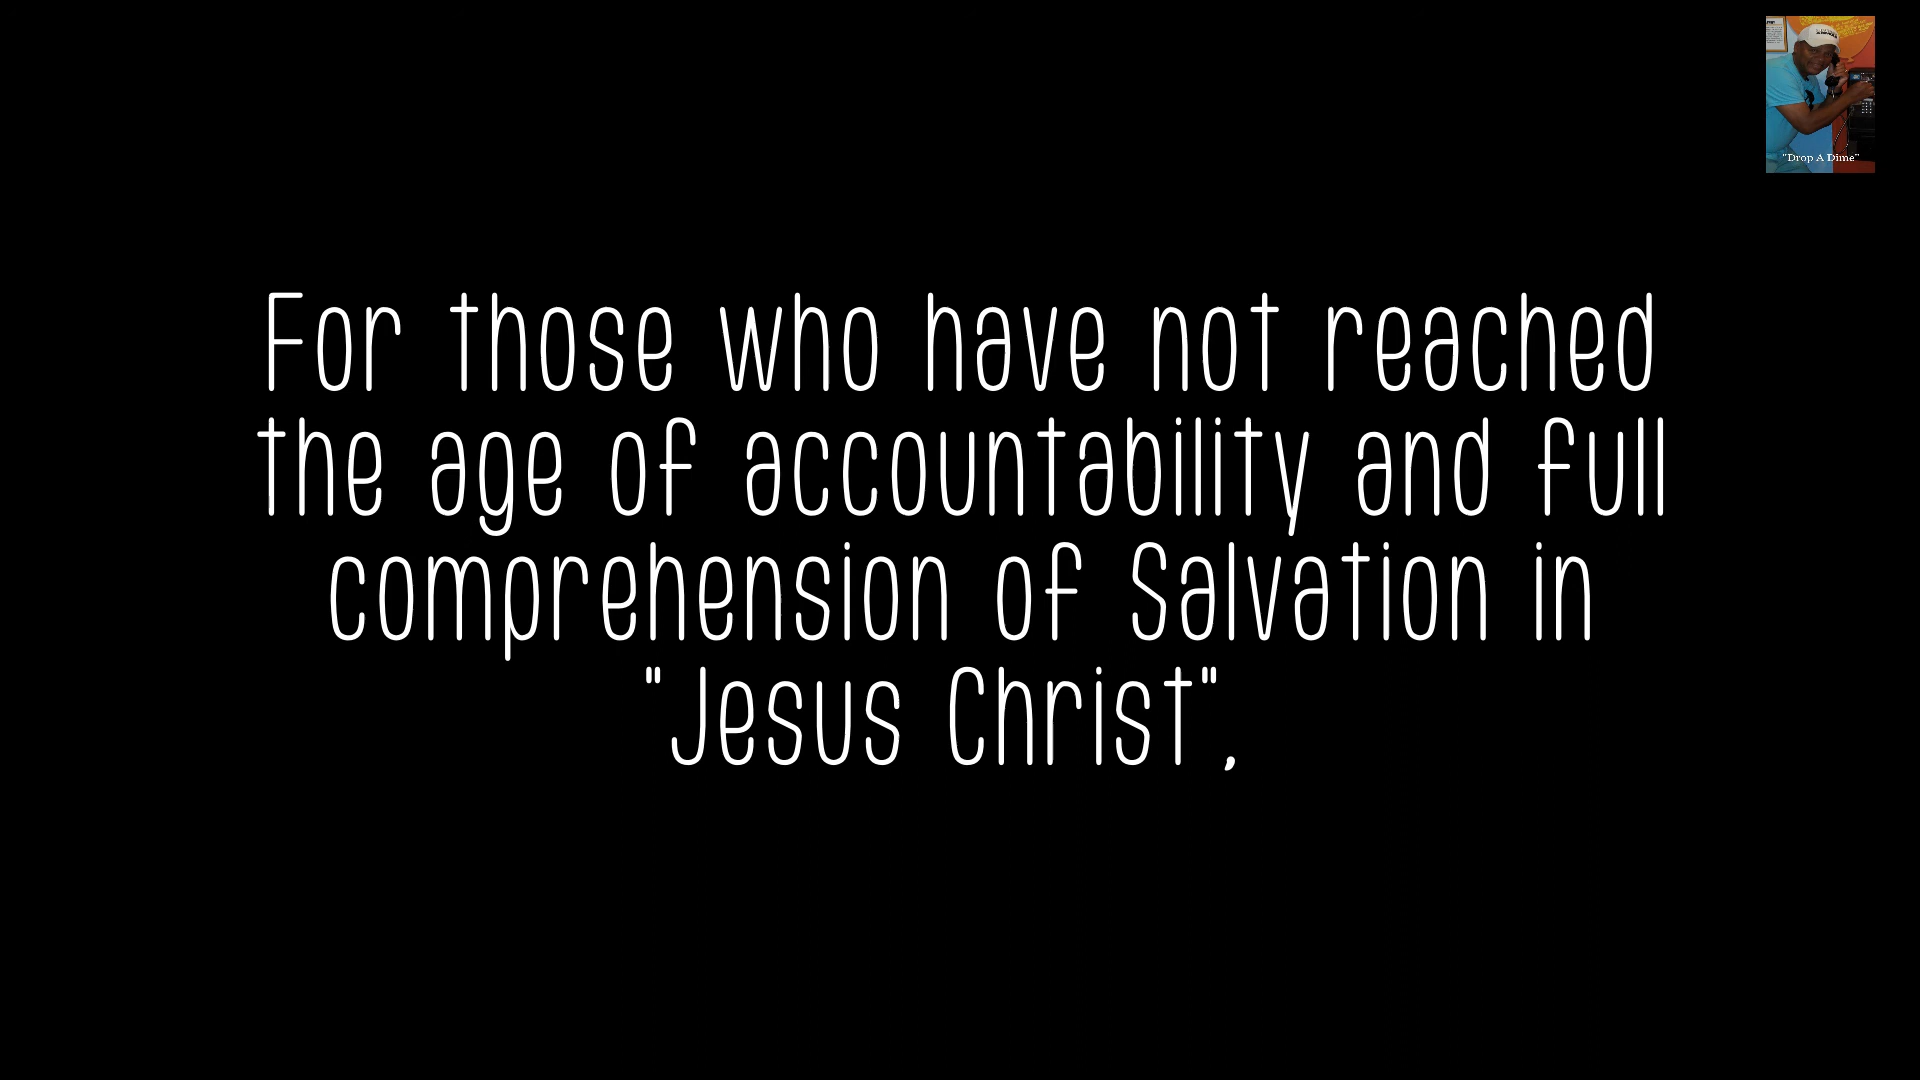 "Drop A Dime"
For those who have not reached
the age of accountability and full
comprehension of Salvation in
"Jesus Christ",